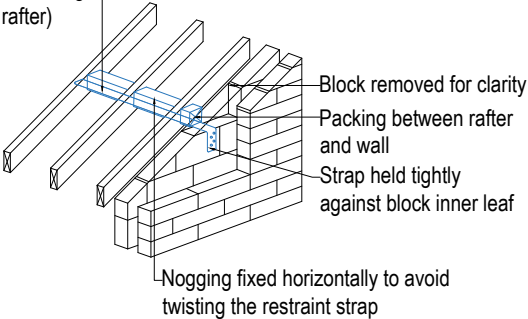 rafter)
Block removed for clarity
Packing between rafter
and wall
Strap held tightly
against block inner leaf
Nogging fixed horizontally to avoid
twisting the restraint strap